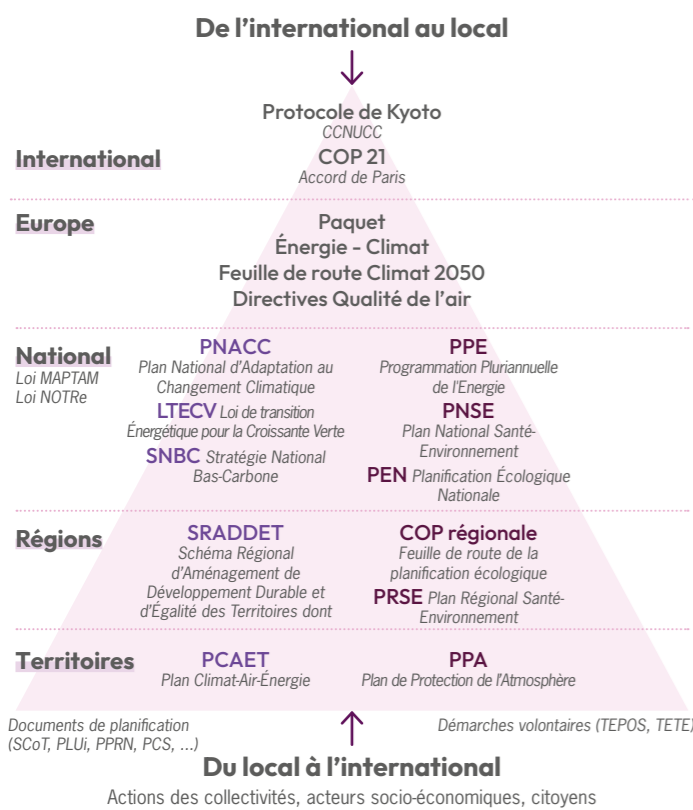 De l'international au local
Protocole de Kyoto
CCNUCC
International
COP 21
Accord de Paris
Europe
Paquet
Énergie - Climat
Feuille de route Climat 2050
Directives Qualité de l'air
National
Loi MAPTAM
Loi NOTRe
PNACC
Plan National d'Adaptation au
Changement Climatique
LTECV Loi de transition
Énergétique pour la Croissante Verte
SNBC Stratégie National
Bas-Carbone
PPE
Programmation Pluriannuelle
de l'Energie
PNSE
Plan National Santé-
Environnement
PEN Planification Écologique
Nationale
Régions
SRADDET
Schéma Régional
d'Aménagement de
Développement Durable et
d'Égalité des Territoires dont
COP régionale
Feuille de route de la
planification écologique
PRSE Plan Régional Santé-
Environnement
Territoires
PCAET
Plan Climat-Air-Énergie
PPA
Plan de Protection de l'Atmosphère
Documents de planification
(SCoT, PLUi, PPRN, PCS, ...)
Démarches volontaires (TEPOS, TETE)
Du local à l'international
Actions des collectivités, acteurs socio-économiques, citoyens